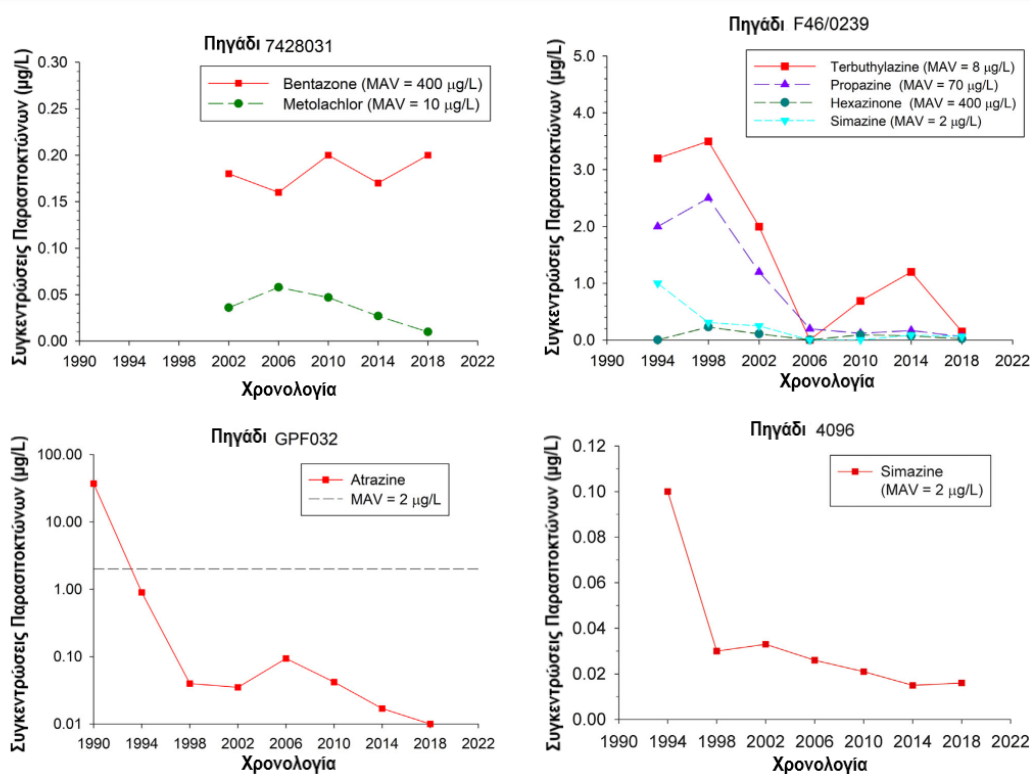 Πηγάδι 7428031
Συγκεντρώσεις Παρασιτοκτώνων (μg/L)
0.30
0.25
0.20
0.15
0.10
0.05
0.00
Bentazone (MAV = 400 μg/L)
Metolachlor (MAV = 10 μg/L)
1990 1994 1998 2002 2006 2010 2014 2018 2022
Χρονολογία
Πηγάδι F46/0239
Συγκεντρώσεις Παρασιτοκτώνων (μg/L)
5.0
4.0
3.0
2.0
1.0
0.0
Terbuthylazine (MAV = 8 μg/L)
Propazine (MAV = 70 μg/L)
Hexazinone (MAV = 400 μg/L)
Simazine (MAV = 2 μg/L)
1990 1994 1998 2002 2006 2010 2014 2018 2022
Χρονολογία
Πηγάδι GPF032
Συγκεντρώσεις Παρασιτοκτώνων (μg/L)
100.00
10.00
1.00
0.10
0.01
Atrazine
MAV = 2 μg/L
1990 1994 1998 2002 2006 2010 2014 2018 2022
Χρονολογία
Πηγάδι 4096
Συγκεντρώσεις Παρασιτοκτώνων (μg/L)
0.12
0.10
0.08
0.06
0.04
0.02
0.00
Simazine
(MAV = 2 μg/L)
1990 1994 1998 2002 2006 2010 2014 2018 2022
Χρονολογία